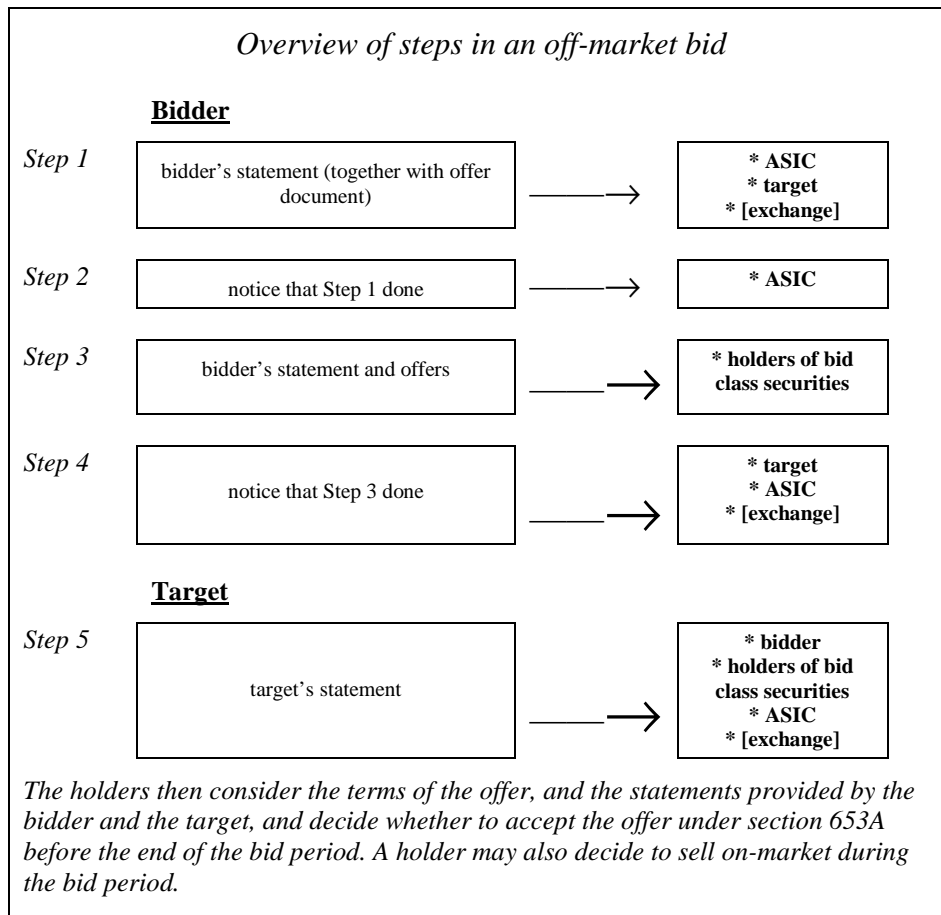 Overview of steps in an off-market bid
Bidder
Step 1
bidder’s statement (together with offer
document)
* ASIC
* target
* [exchange]
Step 2
notice that Step 1 done
* ASIC
Step 3
bidder’s statement and offers
* holders of bid
class securities
Step 4
notice that Step 3 done
* target
* ASIC
* [exchange]
Target
Step 5
target’s statement
* bidder
* holders of bid
class securities
* ASIC
* [exchange]
The holders then consider the terms of the offer, and the statements provided by the
bidder and the target, and decide whether to accept the offer under section 653A
before the end of the bid period. A holder may also decide to sell on-market during
the bid period.